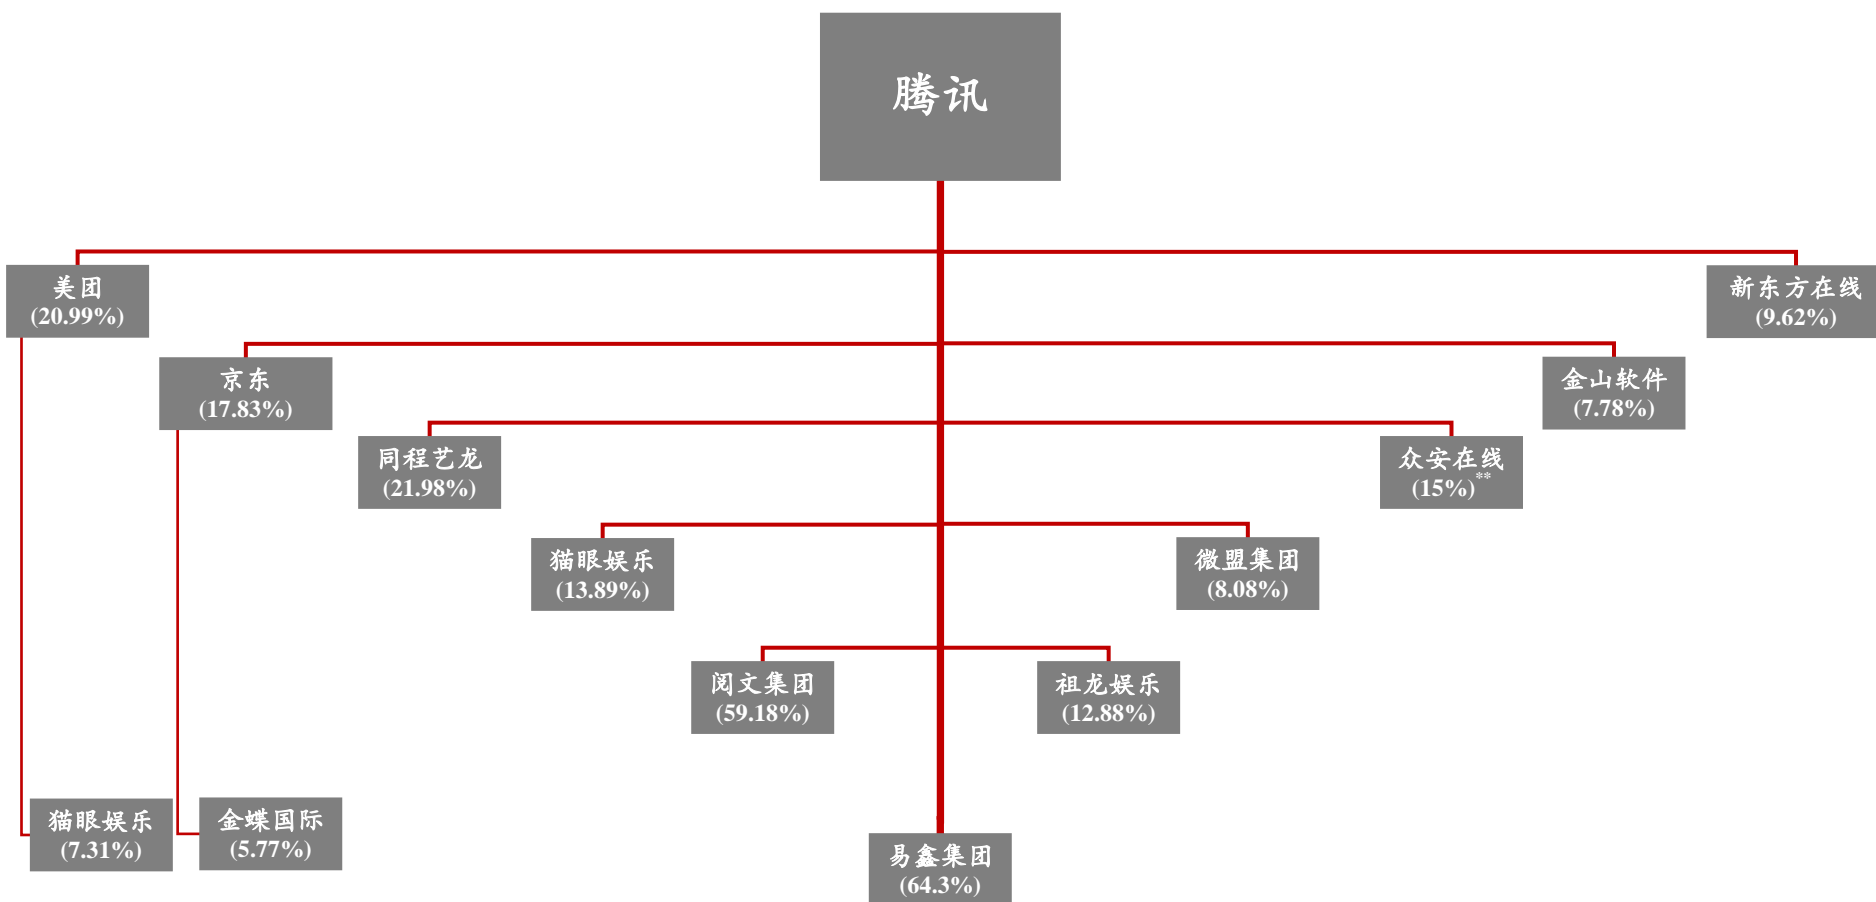 腾讯
美团
(20.99%)
新东方在线
(9.62%)
京东
(17.83%)
金山软件
(7.78%)
同程艺龙
(21.98%)
众安在线
(15%)**
猫眼娱乐
(13.89%)
微盟集团
(8.08%)
阅文集团
(59.18%)
祖龙娱乐
(12.88%)
猫眼娱乐
(7.31%)
金蝶国际
(5.77%)
易鑫集团
(64.3%)